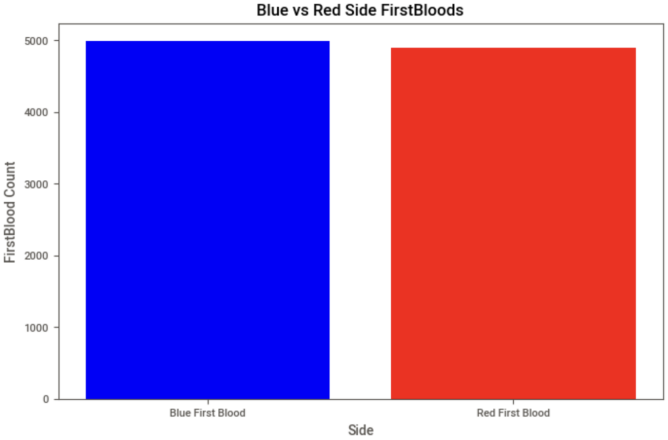 Blue vs Red Side FirstBloods
FirstBlood Count
5000
4000
3000
2000
1000
0
Blue First Blood Red First Blood
Side